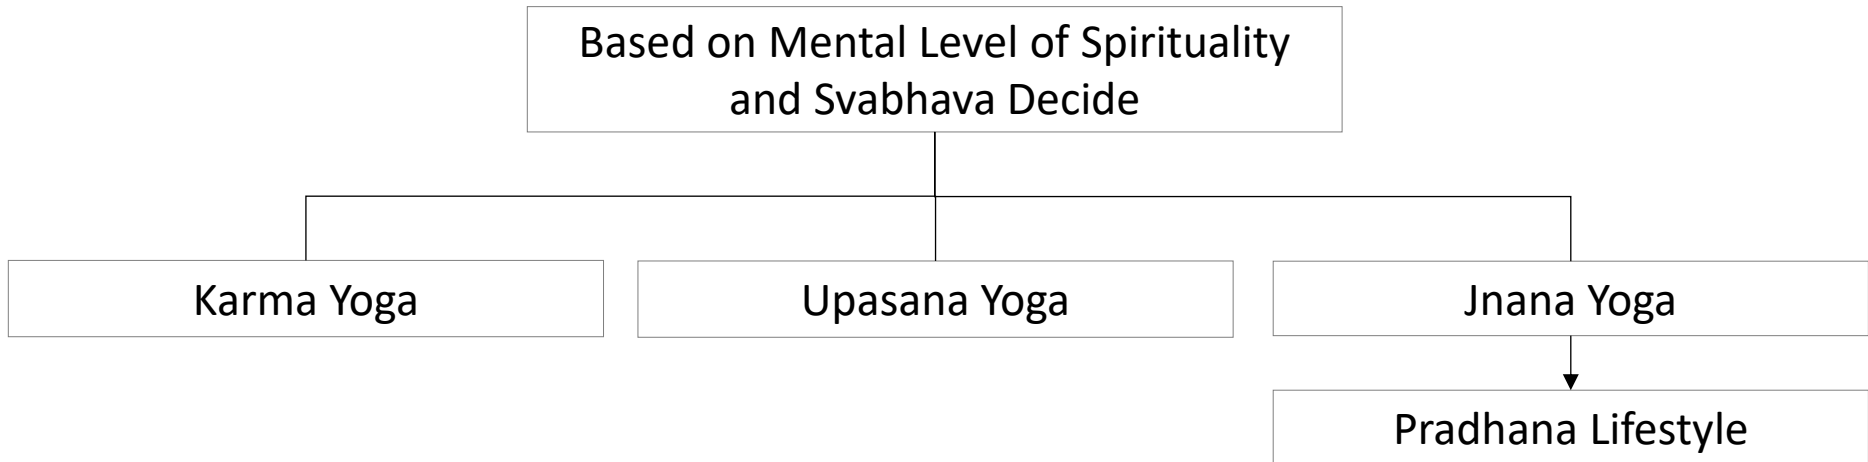 Based on Mental Level of Spirituality
and Svabhava Decide
Karma Yoga
Upasana Yoga
Jnana Yoga
Pradhana Lifestyle